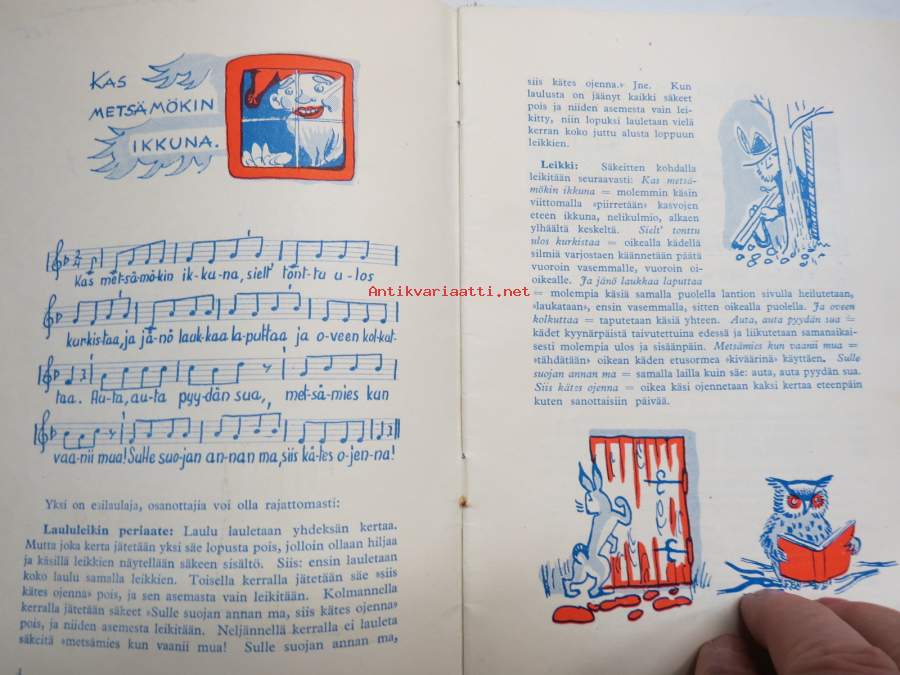 KAS
METSÄMÖKIN
IKKUNA.
Kas met-sä-mö-kin ik-ku-na, sielt' tont-tu u-los
kurkis-taa, ja jä-nö lauk-kaa la-put-taa ja o-veen kol-kut-
taa. Au-ta, au-ta pyy-dän sua, met-sä-mies kun
vaa-nii mua! Sulle suo-jan an-nan ma, siis kä-tes o-jen-na!
Yksi on esilaulaja, osanottajia voi olla rajattomasti:
Laululeikin periaate: Laulu lauletaan yhdeksän kertaa.
Mutta joka kerta jätetään yksi säe lopusta pois, jolloin ollaan hiljaa
ja käsillä leikkien näytellään säkeen sisältö. Siis: ensin lauletaan
koko laulu samalla leikkien. Toisella kerralla jätetään säe »siis
kätes ojenna» pois, ja sen asemesta vain leikitään. Kolmannella
kerralla jätetään säkeet »Sulle suojan annan ma, siis kätes ojenna»
pois, ja niiden asemesta leikitään. Neljännellä kerralla ei lauleta
säkeitä »metsämies kun vaanii mua! Sulle suojan annan ma,
siis kätes ojenna.» Jne. Kun
laulusta on jäänyt kaikki säkeet
pois ja niiden asemesta vain lei-
kitty, niin lopuksi lauletaan vielä
kerran koko juttu alusta loppuun
leikkien.
Leikki: Säkeitten kohdalla
leikitään seuraavasti: Kas metsä-
mökin ikkuna = molemmin käsin
viittomalla »piirretään» kasvojen
eteen ikkuna, nelikulmio, alkaen
ylhäältä keskeltä. Sielt' tonttu
ulos kurkistaa = oikealla kädellä
silmiä varjostaen käännetään päätä
vuoroin vasemmalle, vuoroin oi-
oikealle. Ja jänö laukkaa laputtaa
= molempia käsiä samalla puolella lantion sivulla heilutetaan,
»laukataan», ensin vasemmalla, sitten oikealla puolella. Ja oveen
kolkuttaa = taputetaan käsiä yhteen. Auta, auta pyydän sua =
kädet kyynärpäistä taivutettuina edessä ja liikutetaan samanaikai-
sesti molempia ulos ja sisäänpäin. Metsämies kun vaanii mua =
»tähdätään» oikean käden etusormea »kiväärinä» käyttäen. Sulle
suojan annan ma = samalla lailla kuin säe: auta, auta pyydän sua.
Siis kätes ojenna = oikea käsi ojennetaan kaksi kertaa eteenpäin
kuten sanottaisiin päivää.
Antikvariaatti.net